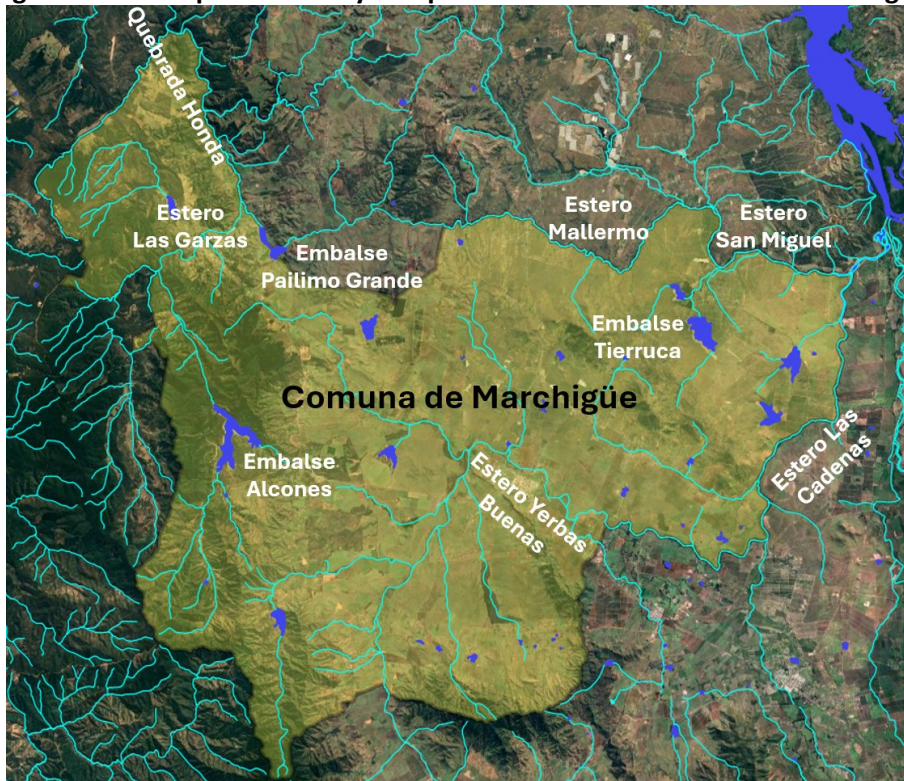 Quebrada Honda
Estero
Las Garzas
Embalse
Pailimo Grande
Estero
Mallermo
Estero
San Miguel
Embalse
Tierruca
Comuna de Marchigüe
Embalse
Alcones
Estero Yerbas
Buenas
Estero Las
Cadenas